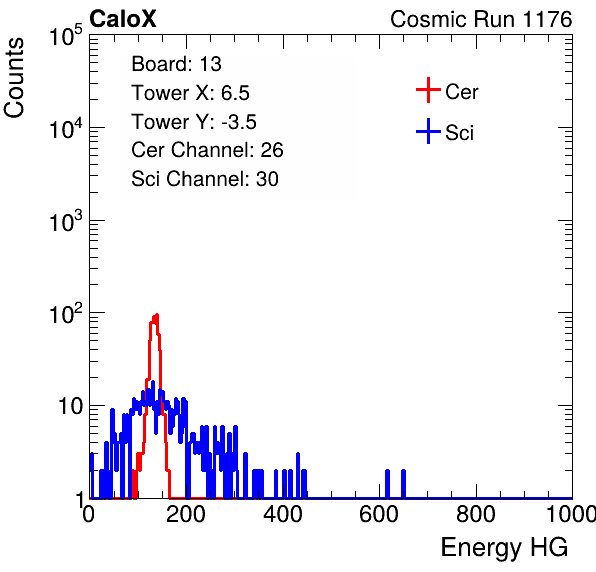 CaloX Cosmic Run 1176
Counts
10^5
10^4
10^3
10^2
10
1
Board: 13
Tower X: 6.5
Tower Y: -3.5
Cer Channel: 26
Sci Channel: 30
Cer
Sci
0 200 400 600 800 1000
Energy HG